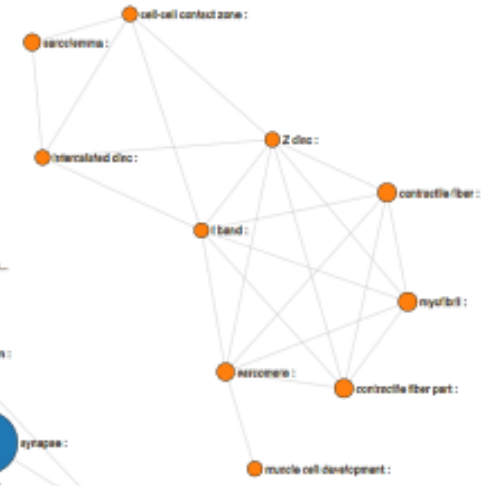 cell-cell contact zone :
sarcolemma :
intercalated disc :
Z disc :
contractile fiber :
I band :
myofibril :
n :
sarcomere :
contractile fiber part :
synapse :
muscle cell development :